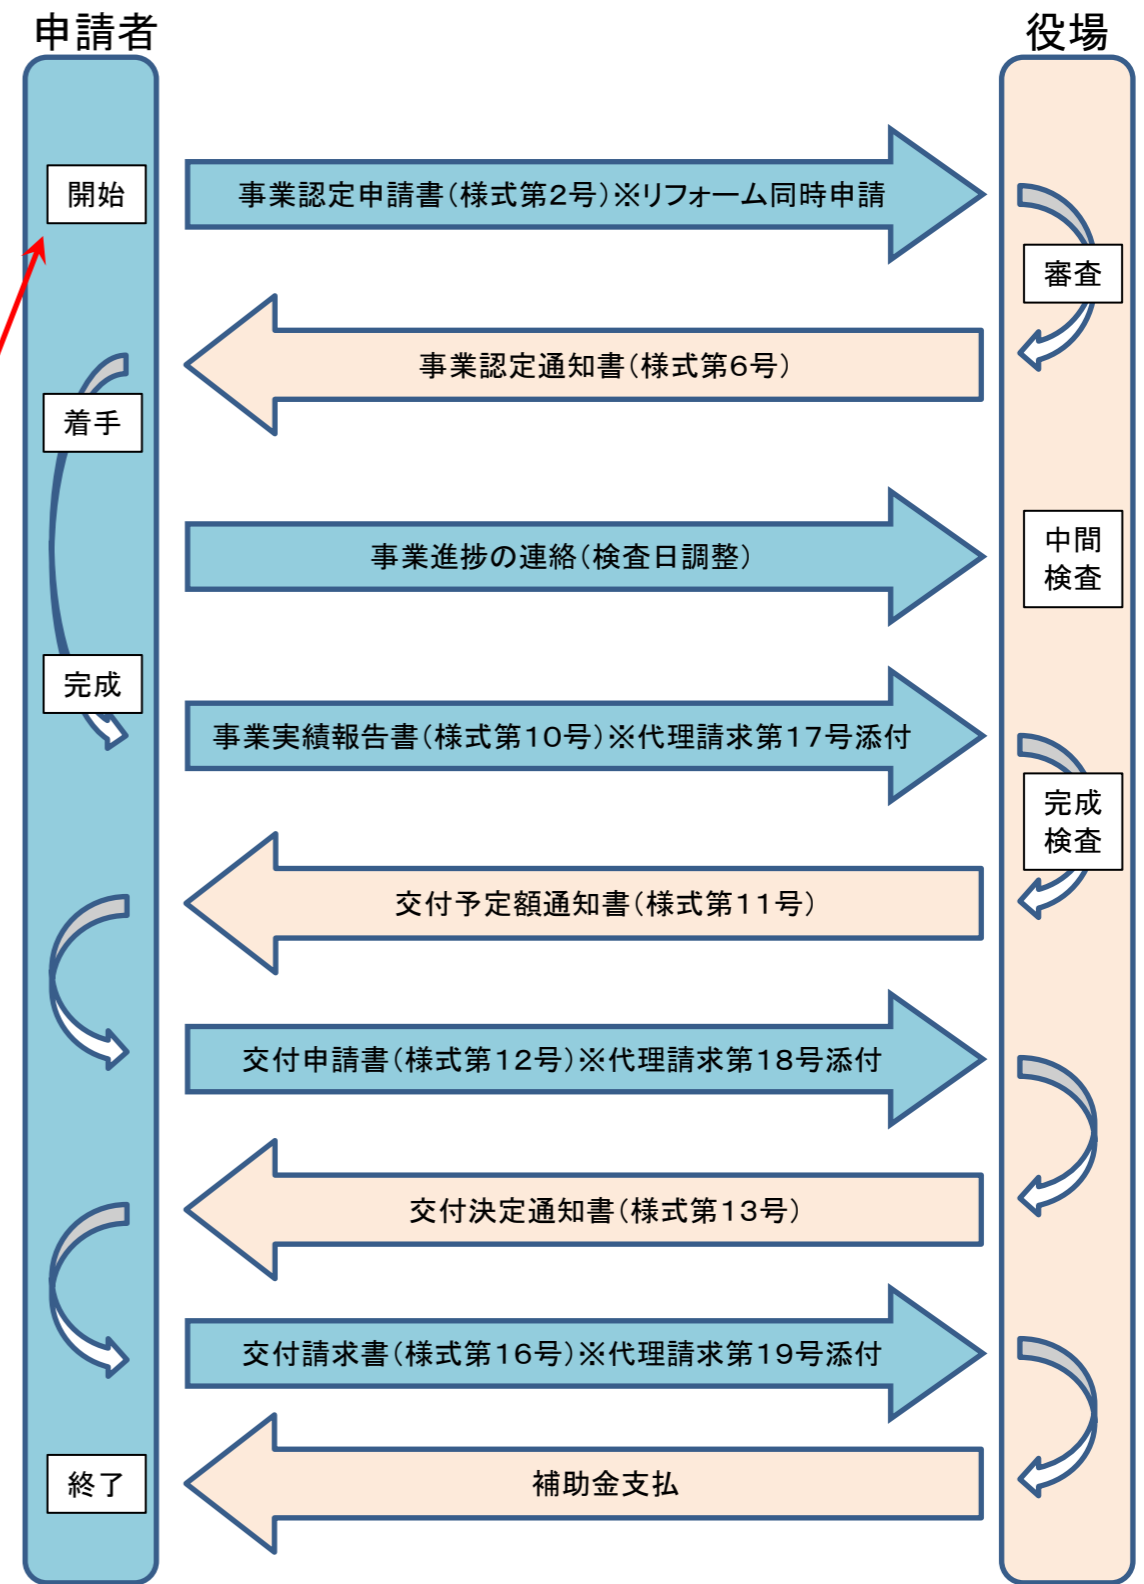 申請者
役場
開始
事業認定申請書(様式第2号)※リフォーム同時申請
審査
事業認定通知書(様式第6号)
着手
事業進捗の連絡(検査日調整)
中間
検査
完成
事業実績報告書(様式第10号)※代理請求第17号添付
完成
検査
交付予定額通知書(様式第11号)
交付申請書(様式第12号)※代理請求第18号添付
交付決定通知書(様式第13号)
交付請求書(様式第16号)※代理請求第19号添付
終了
補助金支払